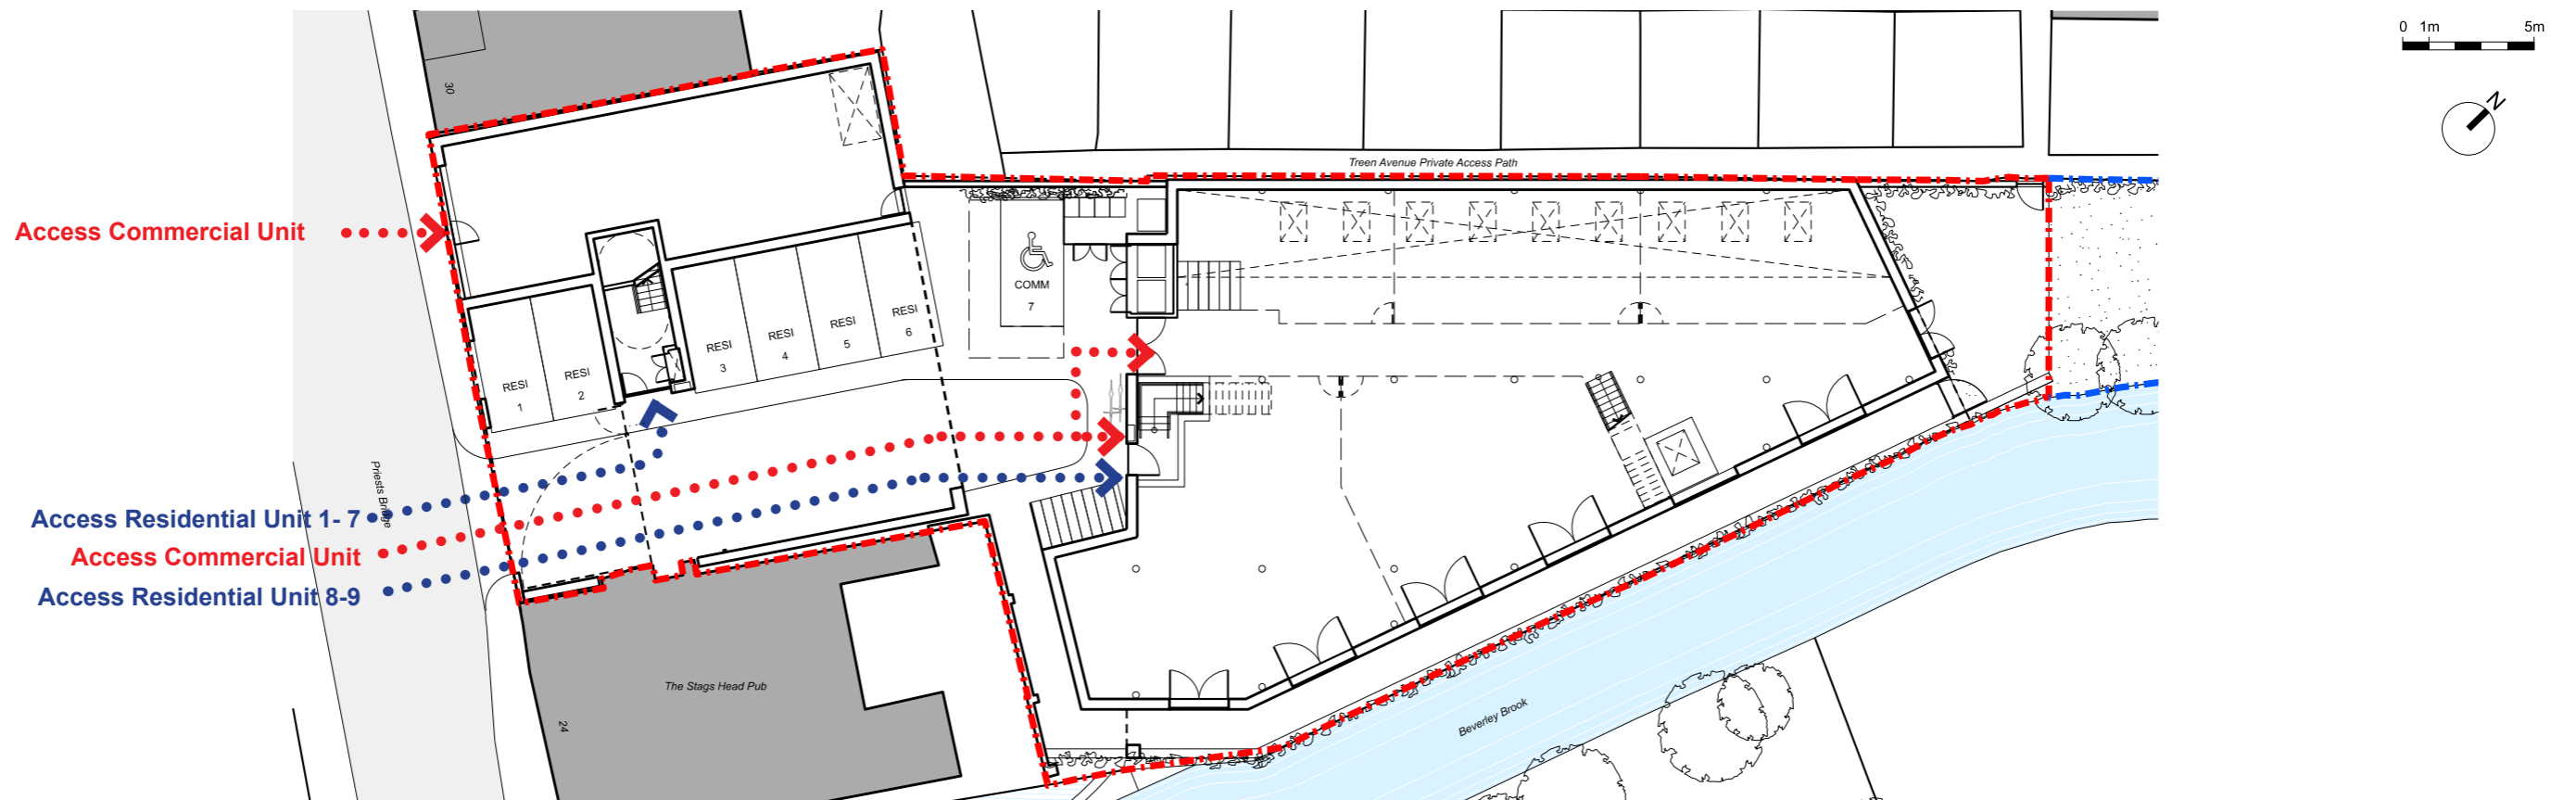 0 1m 5m
N
30
Treen Avenue Private Access Path
Access Commercial Unit
COMM
7
RESI
6
RESI
5
RESI
4
RESI
3
RESI
2
RESI
1
Priests Bridge
Access Residential Unit 1- 7
Access Commercial Unit
Access Residential Unit 8-9
The Stags Head Pub
24
Beverley Brook